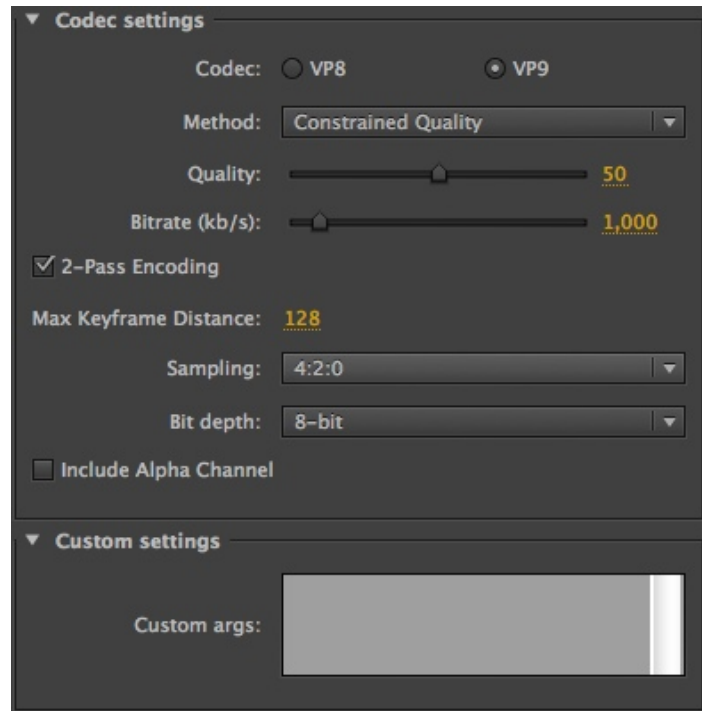 Codec settings
Codec: VP8 VP9
Method: Constrained Quality
Quality: 50
Bitrate (kb/s): 1,000
2-Pass Encoding
Max Keyframe Distance: 128
Sampling: 4:2:0
Bit depth: 8-bit
Include Alpha Channel
Custom settings
Custom args: